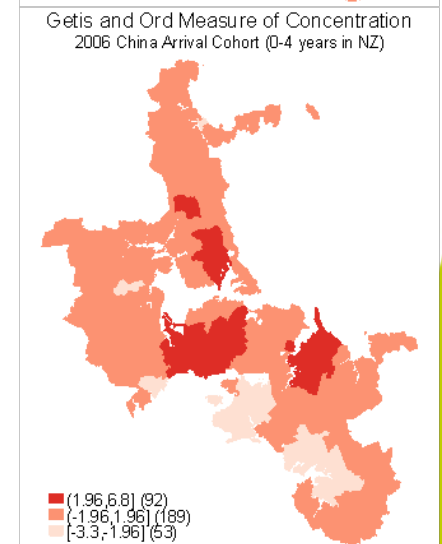 Getis and Ord Measure of Concentration
2006 China Arrival Cohort (0-4 years in NZ)
(1.96,6.8] (92)
(-1.96,1.96] (189)
[-3.3,-1.96] (53)